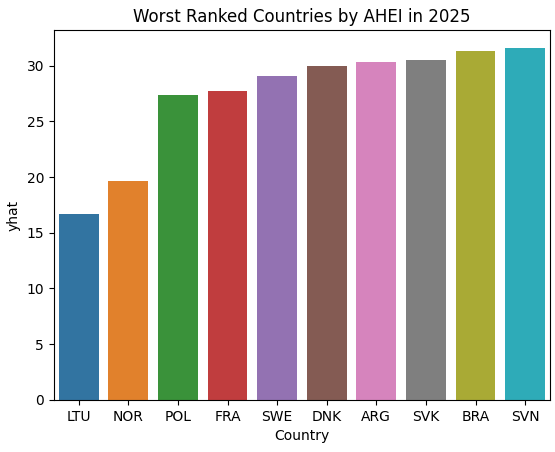 Worst Ranked Countries by AHEI in 2025
yhat
30
25
20
15
10
5
0
LTU NOR POL FRA SWE DNK ARG SVK BRA SVN
Country